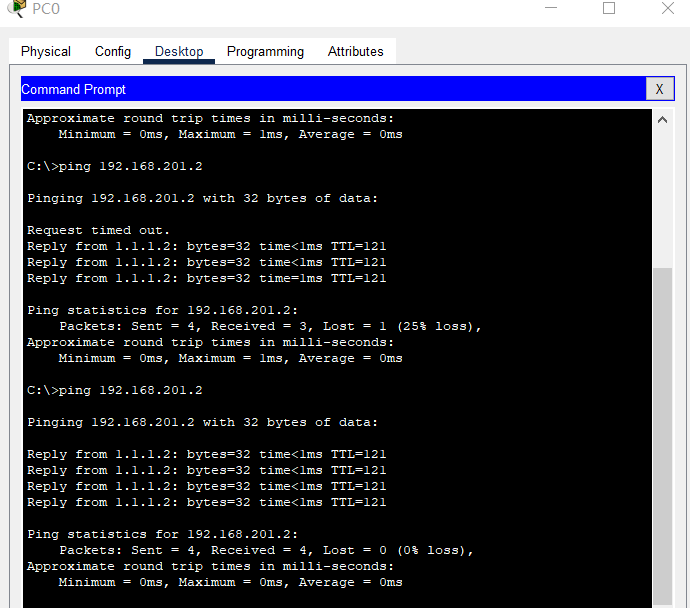 PC0
Physical Config Desktop Programming Attributes
Command Prompt
X
Approximate round trip times in milli-seconds:
Minimum = 0ms, Maximum = 1ms, Average = 0ms
C:\>ping 192.168.201.2
Pinging 192.168.201.2 with 32 bytes of data:
Request timed out.
Reply from 1.1.1.2: bytes=32 time<1ms TTL=121
Reply from 1.1.1.2: bytes=32 time<1ms TTL=121
Reply from 1.1.1.2: bytes=32 time=1ms TTL=121
Ping statistics for 192.168.201.2:
Packets: Sent = 4, Received = 3, Lost = 1 (25% loss),
Approximate round trip times in milli-seconds:
Minimum = 0ms, Maximum = 1ms, Average = 0ms
C:\>ping 192.168.201.2
Pinging 192.168.201.2 with 32 bytes of data:
Reply from 1.1.1.2: bytes=32 time<1ms TTL=121
Reply from 1.1.1.2: bytes=32 time<1ms TTL=121
Reply from 1.1.1.2: bytes=32 time<1ms TTL=121
Reply from 1.1.1.2: bytes=32 time<1ms TTL=121
Ping statistics for 192.168.201.2:
Packets: Sent = 4, Received = 4, Lost = 0 (0% loss),
Approximate round trip times in milli-seconds:
Minimum = 0ms, Maximum = 0ms, Average = 0ms